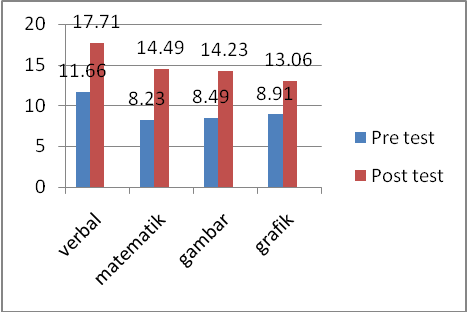 20
15
10
5
0
17.71
11.66
14.49
8.23
14.23
8.49
13.06
8.91
verbal
matematik
gambar
grafik
Pre test
Post test